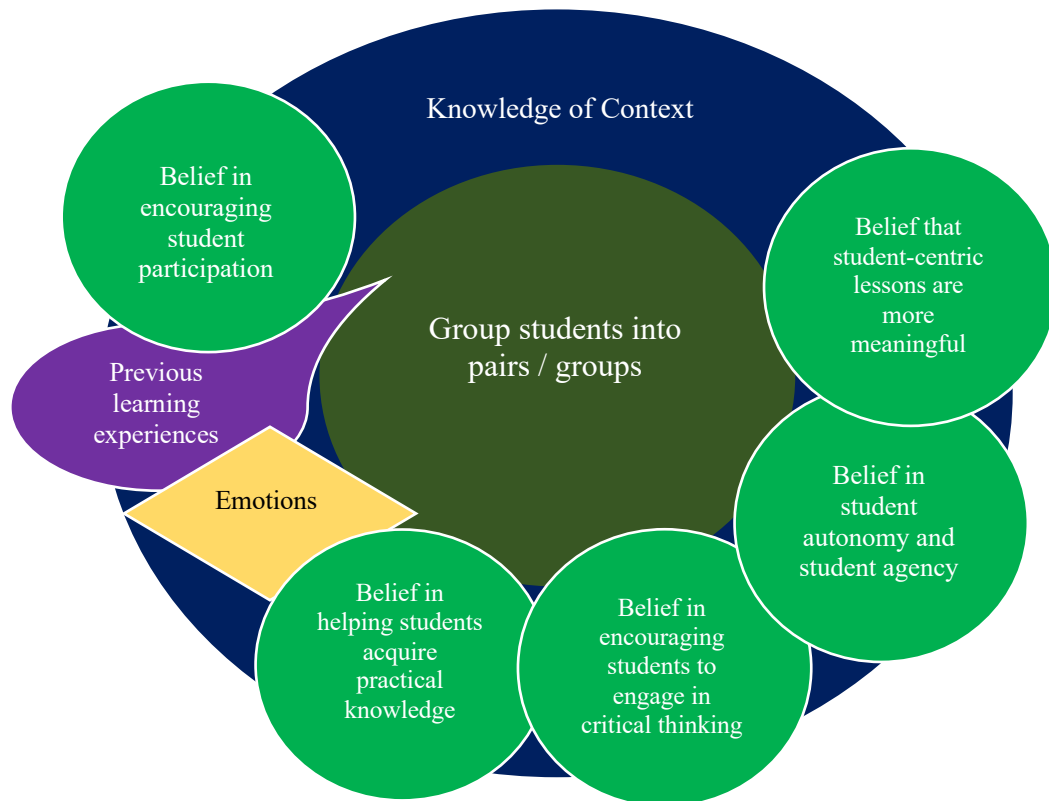 Knowledge of Context
Belief in
encouraging
student
participation
Belief that
student-centric
lessons are
more
meaningful
Group students into
pairs / groups
Previous
learning
experiences
Emotions
Belief in
student
autonomy and
student agency
Belief in
helping students
acquire
practical
knowledge
Belief in
encouraging
students to
engage in
critical thinking